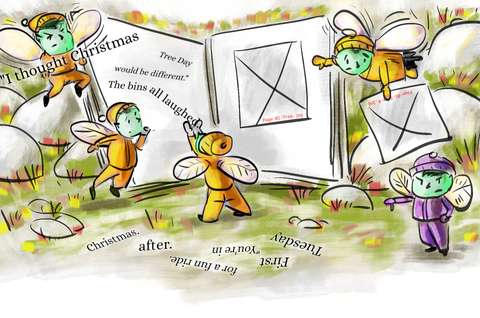 "I thought Christmas
Tree Day
would be different."
The bins all laughed
Christmas.
after.
for a fun ride.
"You're in
First
Tuesday